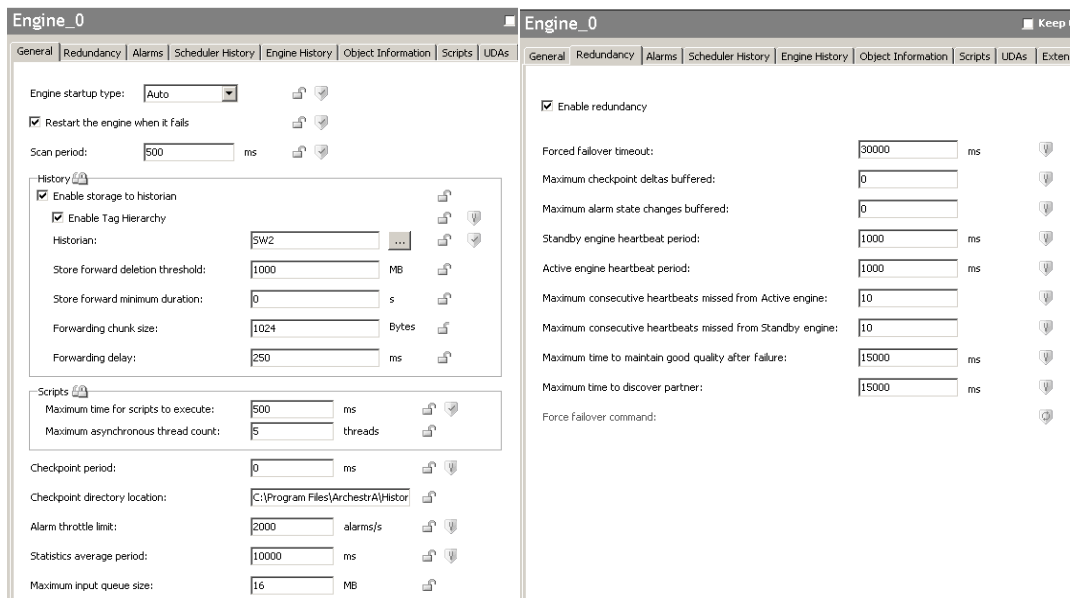 Engine_0
General Redundancy Alarms Scheduler History Engine History Object Information Scripts UDAs
Engine startup type: Auto
Restart the engine when it fails
Scan period: 500 ms
History
Enable storage to historian
Enable Tag Hierarchy
Historian: SW2 ...
Store forward deletion threshold: 1000 MB
Store forward minimum duration: 0 s
Forwarding chunk size: 1024 Bytes
Forwarding delay: 250 ms
Scripts
Maximum time for scripts to execute: 500 ms
Maximum asynchronous thread count: 5 threads
Checkpoint period: 0 ms
Checkpoint directory location: C:\Program Files\ArchestrA\Histor
Alarm throttle limit: 2000 alarms/s
Statistics average period: 10000 ms
Maximum input queue size: 16 MB
Engine_0 Keep
General Redundancy Alarms Scheduler History Engine History Object Information Scripts UDAs Exten
Enable redundancy
Forced failover timeout: 30000 ms
Maximum checkpoint deltas buffered: 0
Maximum alarm state changes buffered: 0
Standby engine heartbeat period: 1000 ms
Active engine heartbeat period: 1000 ms
Maximum consecutive heartbeats missed from Active engine: 10
Maximum consecutive heartbeats missed from Standby engine: 10
Maximum time to maintain good quality after failure: 15000 ms
Maximum time to discover partner: 15000 ms
Force failover command: